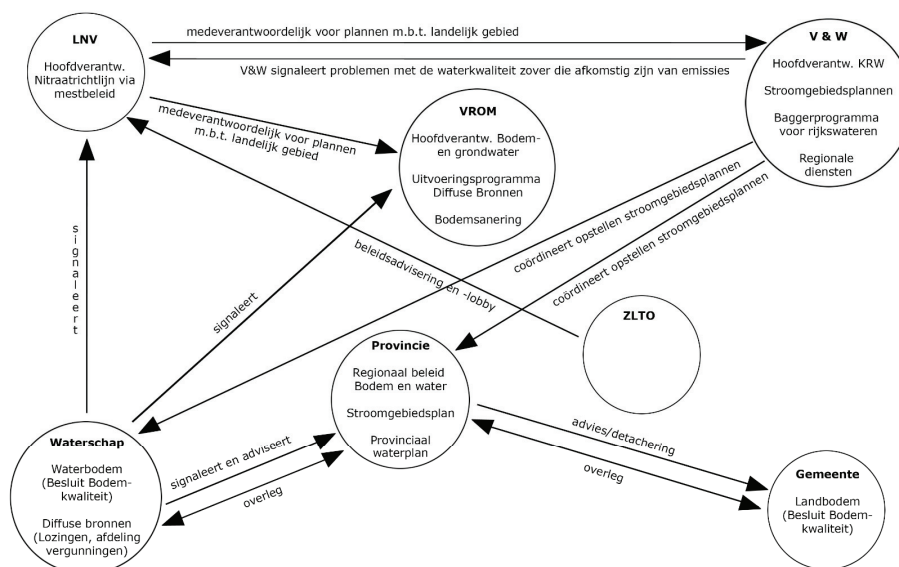 LNV
Hoofdverantw.
Nitraatrichtlijn via
mestbeleid
medeverantwoordelijk voor plannen m.b.t. landelijk gebied
V&W signaleert problemen met de waterkwaliteit zover die afkomstig zijn van emissies
V & W
Hoofdverantw. KRW
Stroomgebiedsplannen
Baggerprogramma
voor rijkswateren
Regionale
diensten
medeverantwoordelijk voor plannen
m.b.t. landelijk gebied
VROM
Hoofdverantw. Bodem-
en grondwater
Uitvoeringsprogramma
Diffuse Bronnen
Bodemsanering
signaleert
signaleert
beleidsadvisering en -lobby
coördineert opstellen stroomgebiedsplannen
coördineert opstellen stroomgebiedsplannen
ZLTO
Provincie
Regionaal beleid
Bodem en water
Stroomgebiedsplan
Provinciaal
waterplan
Waterschap
Waterbodem
(Besluit Bodem-
kwaliteit)
Diffuse bronnen
(Lozingen, afdeling
vergunningen)
signaleert en adviseert
overleg
advies/detachering
overleg
Gemeente
Landbodem
(Besluit Bodem-
kwaliteit)